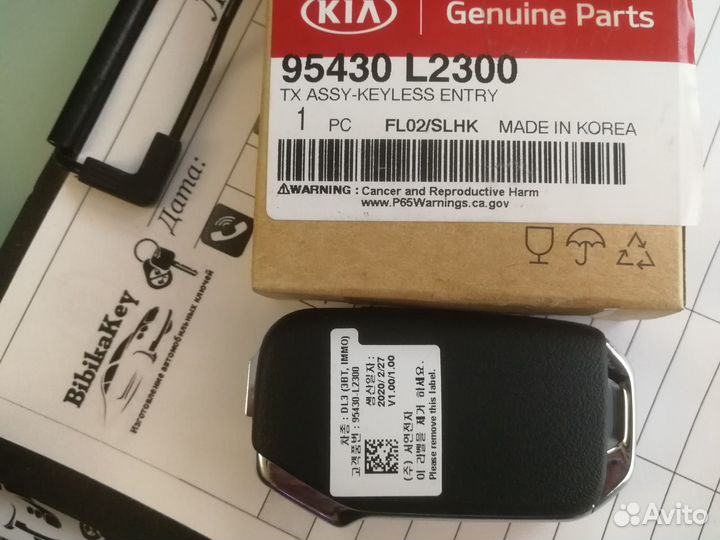 KIA Genuine Parts
95430 L2300
TX ASSY-KEYLESS ENTRY
1 PC FL02/SLHK MADE IN KOREA
WARNING : Cancer and Reproductive Harm
www.P65Warnings.ca.gov
Дата:
BibikaKey
Изготовление автомобильных ключей
차종 : DL3 (3BT, IMMO)
고객품번 : 95430-L2300
생산일자 :
2020/2/27
V1.00/1.00
(주) 서연전자
이 라벨을 제거 하세요.
Please remove this label.
Avito